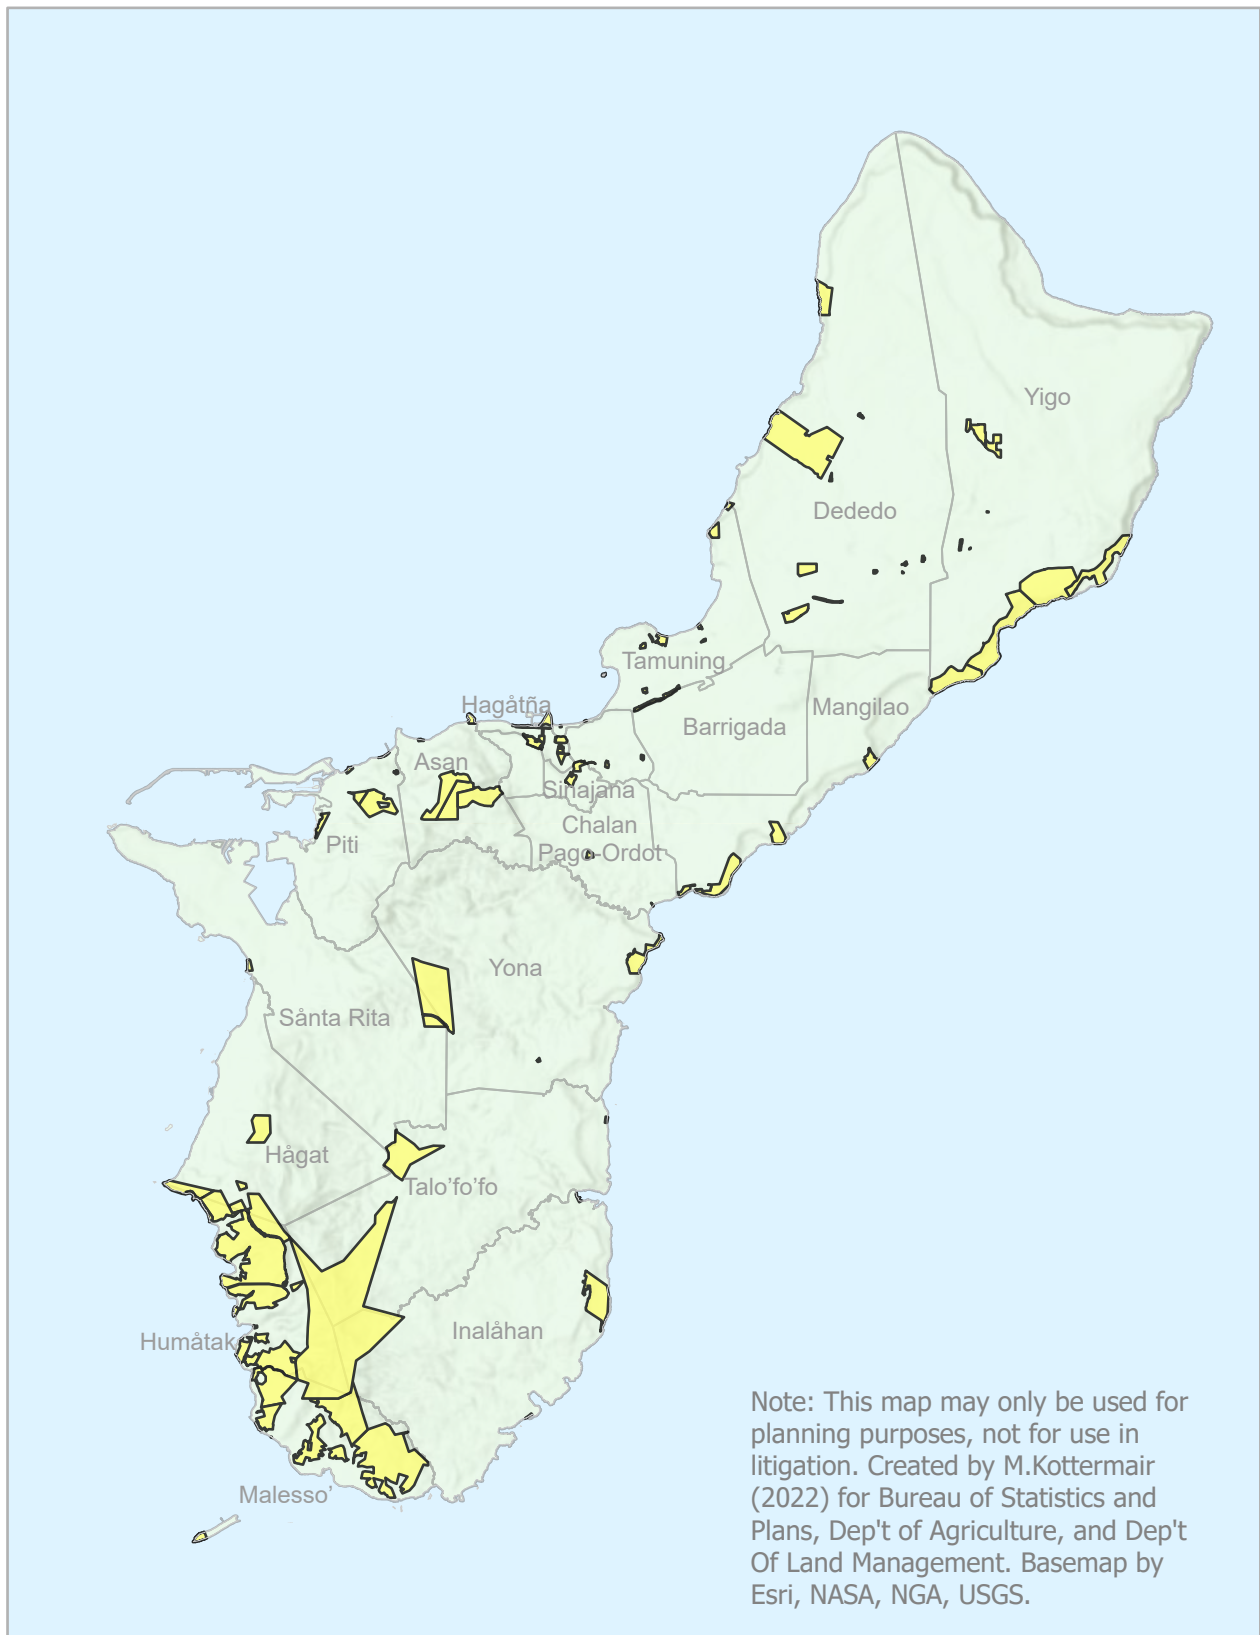 Yigo
Dededo
Tamuning
Hagåtña
Mangilao
Barrigada
Asan
Sinajana
Chalan
Pago-Ordot
Piti
Yona
Sånta Rita
Hågat
Talo'fo'fo
Inalåhan
Humåtak
Malesso'
Note: This map may only be used for
planning purposes, not for use in
litigation. Created by M.Kottermair
(2022) for Bureau of Statistics and
Plans, Dep't of Agriculture, and Dep't
Of Land Management. Basemap by
Esri, NASA, NGA, USGS.